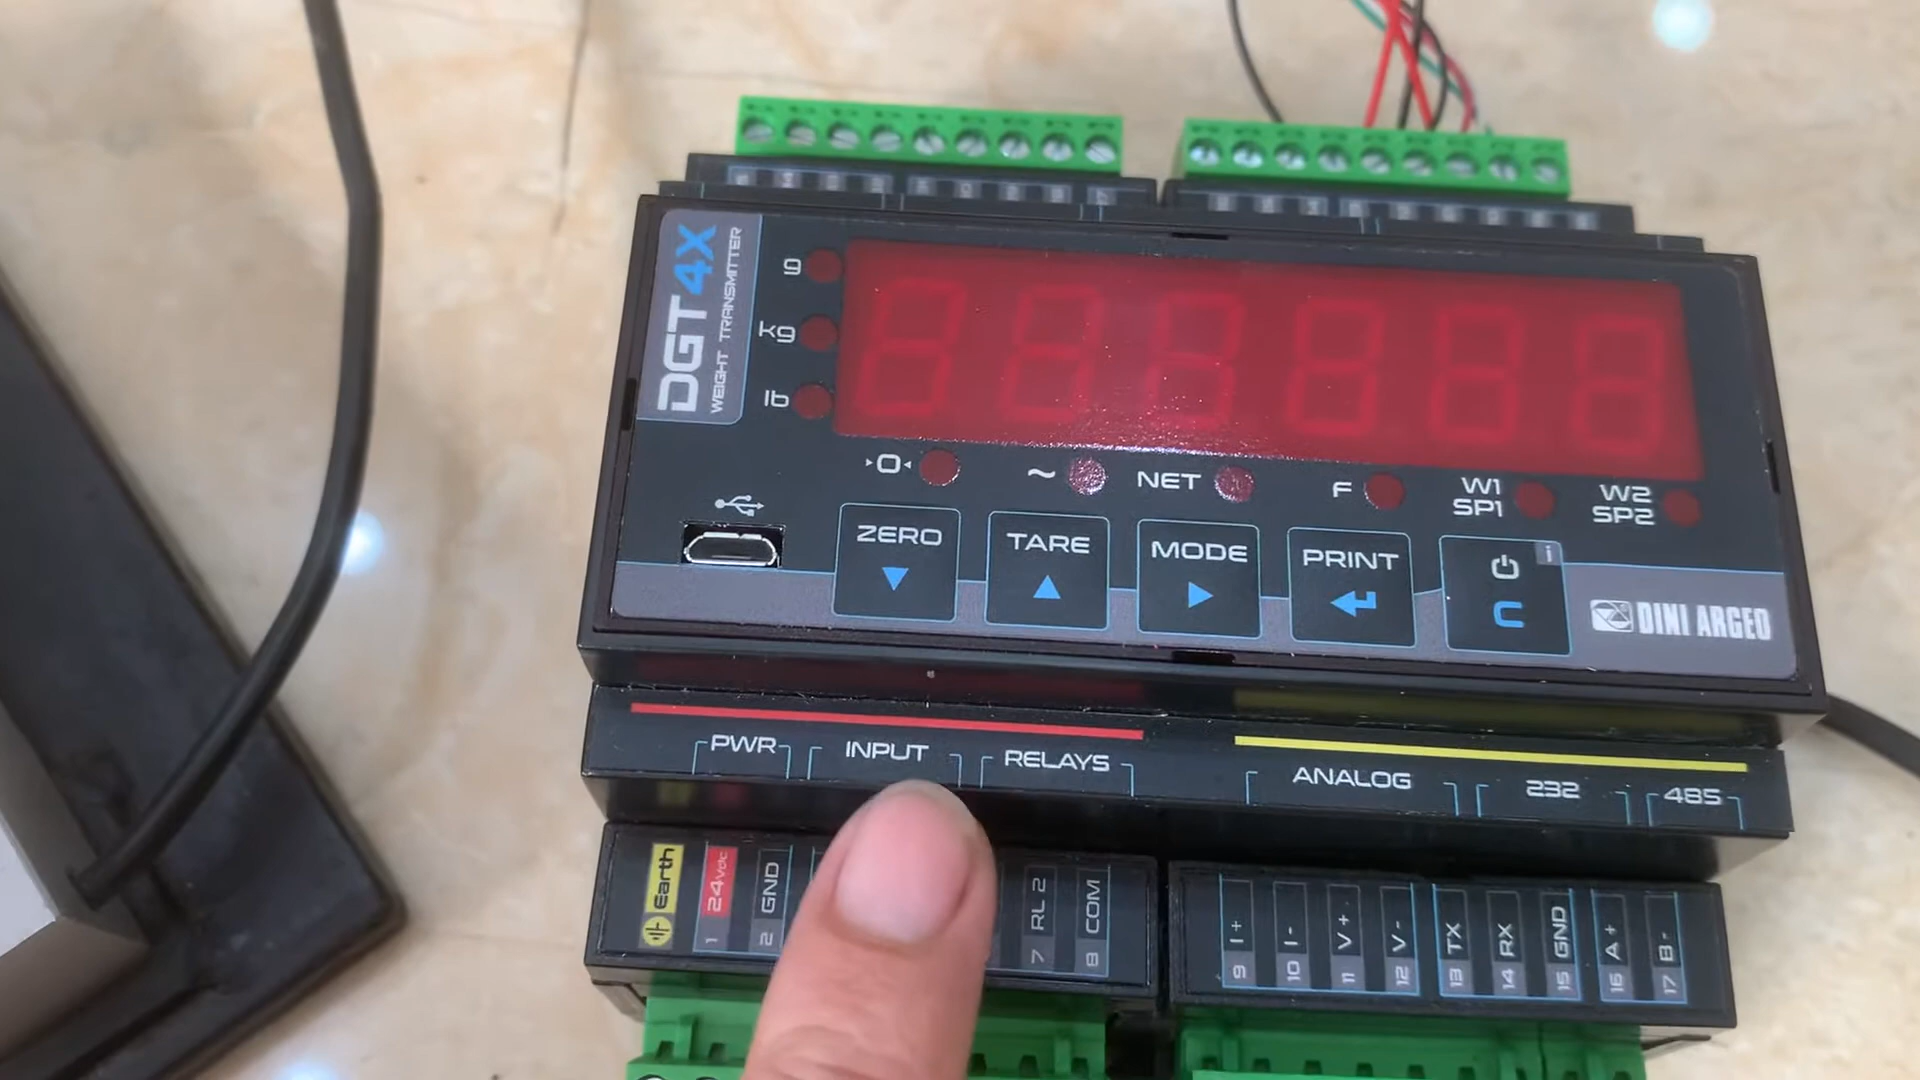 DGT 4X
WEIGHT TRANSMITTER
g
kg
lb
0
~
NET
F
W1
SP1
W2
SP2
ZERO
TARE
MODE
PRINT
C
DINI ARGEO
PWR
INPUT
RELAYS
ANALOG
232
485
Earth
1 24Vdc
2 GND
7 RL 2
8 COM
9 I+
10 I-
11 V+
12 V-
13 TX
14 RX
15 GND
16 A+
17 B-